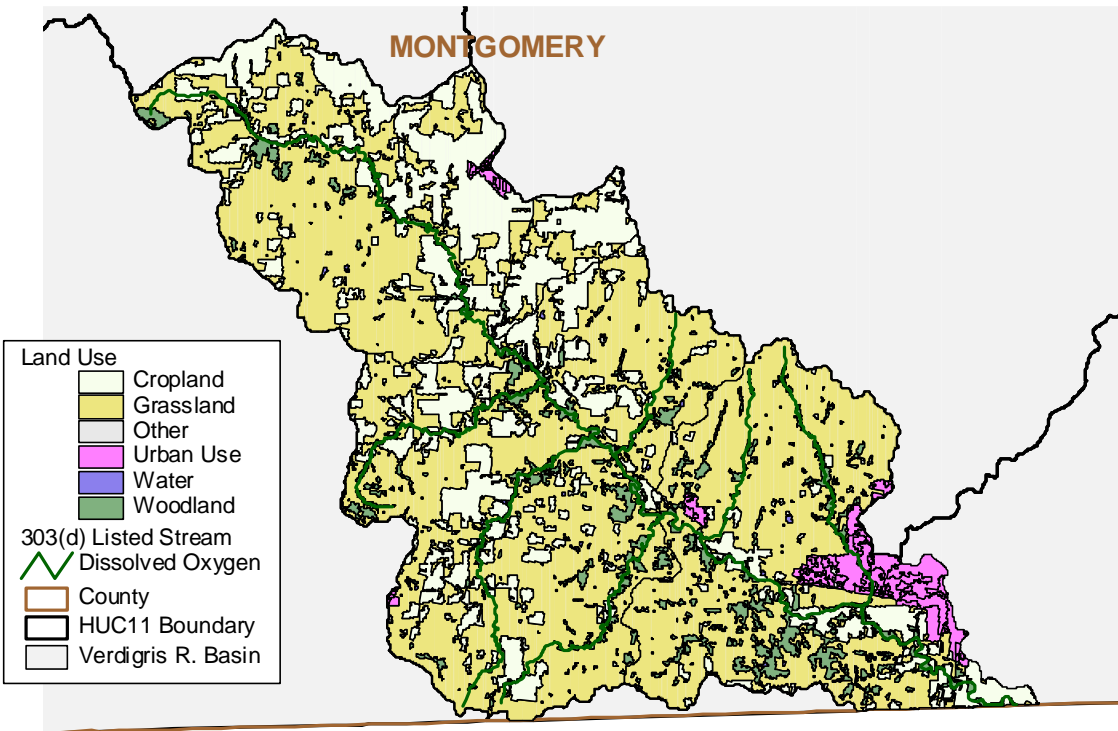 MONTGOMERY
Land Use
Cropland
Grassland
Other
Urban Use
Water
Woodland
303(d) Listed Stream
Dissolved Oxygen
County
HUC11 Boundary
Verdigris R. Basin